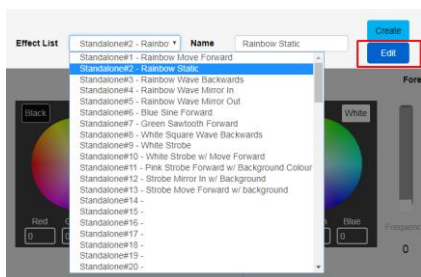 Create
Effect List Standalone#2 - Rainbo Name Rainbow Static
Edit
Standalone#1 - Rainbow Move Forward
Standalone#2 - Rainbow Static
Standalone#3 - Rainbow Wave Backwards
Standalone#4 - Rainbow Wave Mirror In
Standalone#5 - Rainbow Wave Mirror Out
Standalone#6 - Blue Sine Forward
Standalone#7 - Green Sawtooth Forward
Standalone#8 - White Square Wave Backwards
Standalone#9 - White Strobe
Standalone#10 - White Strobe w/ Move Forward
Standalone#11 - Pink Strobe Forward w/ Background Colour
Standalone#12 - Strobe Mirror In w/ Background
Standalone#13 - Strobe Move Forward w/ background
Standalone#14 -
Standalone#15 -
Standalone#16 -
Standalone#17 -
Standalone#18 -
Standalone#19 -
Standalone#20 -
Fore
Black
White
Red
Blue
0
0
Frequenc
0